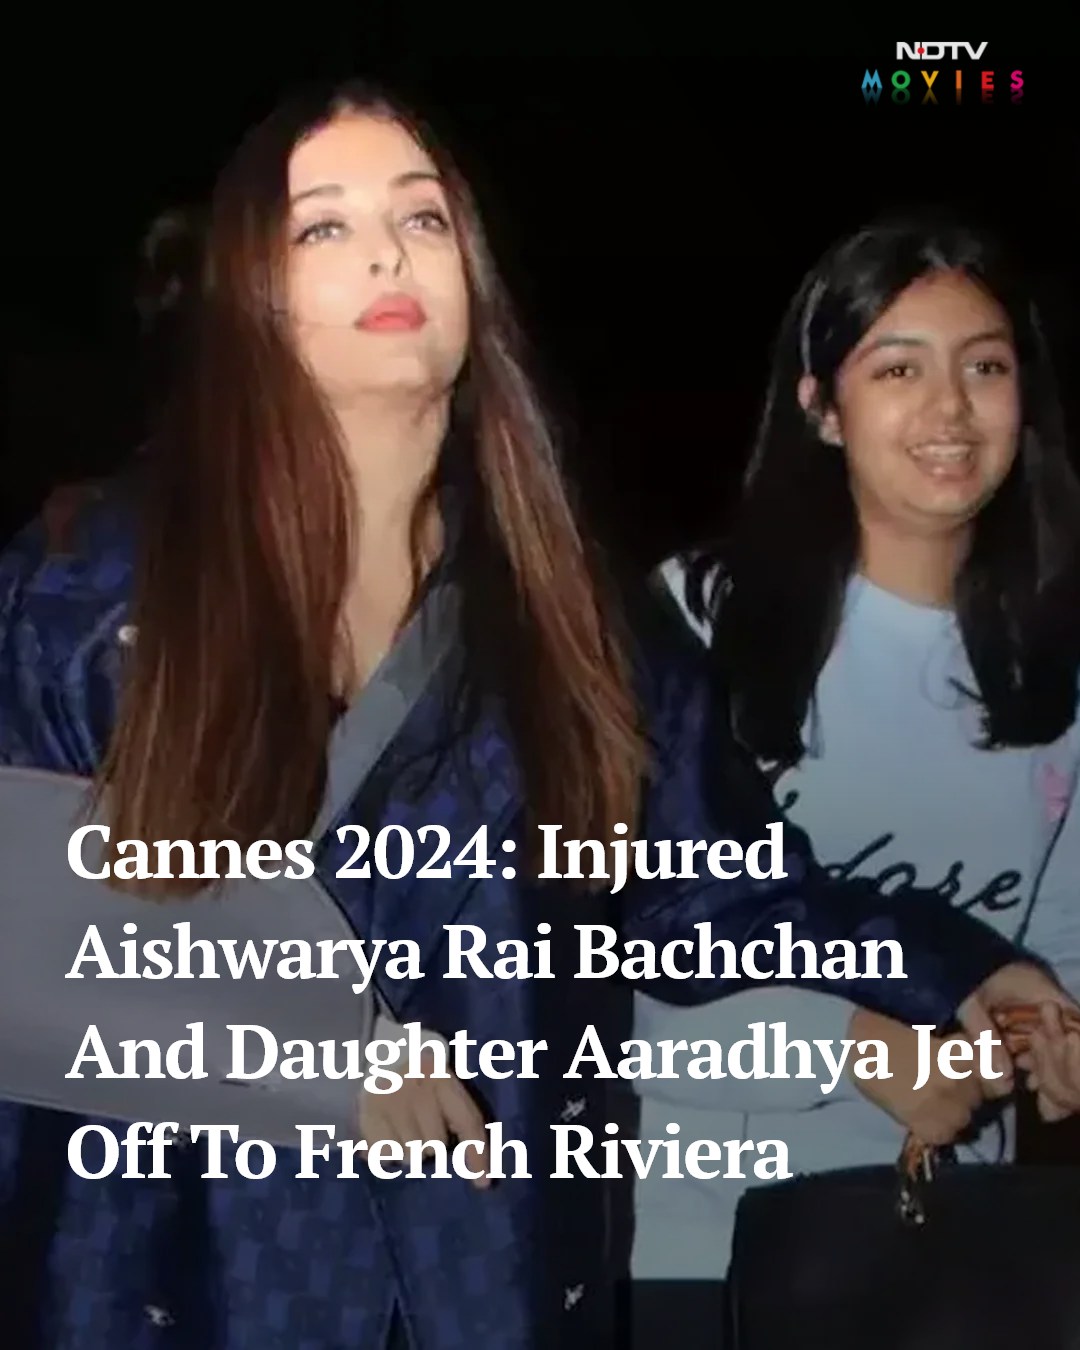 NDTV
MOVIES
Cannes 2024: Injured
Aishwarya Rai Bachchan
And Daughter Aaradhya Jet
Off To French Riviera